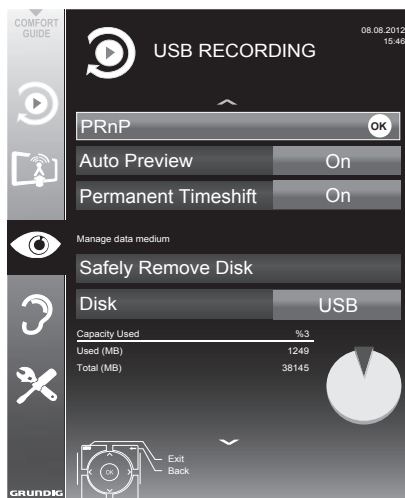 COMFORT
GUIDE
USB RECORDING
08.08.2012
15:46
PRnP OK
Auto Preview On
Permanent Timeshift On
Manage data medium
Safely Remove Disk
Disk USB
Capacity Used %3
Used (MB) 1249
Total (MB) 38145
Exit
OK Back
GRUNDIG